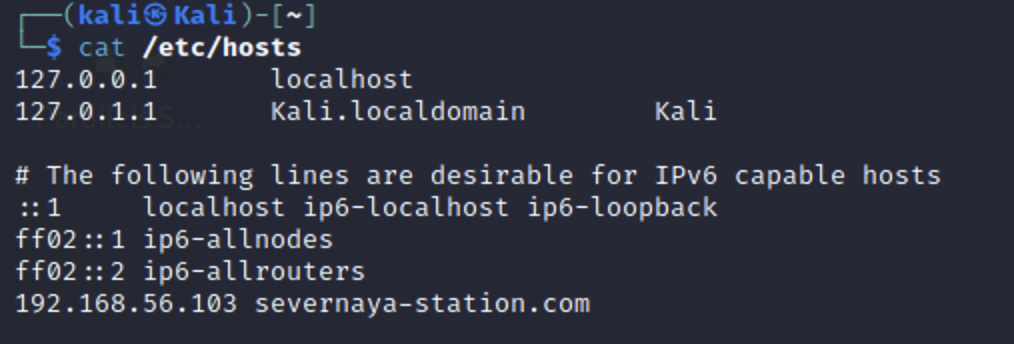 (kali㉿Kali)-[~]
$ cat /etc/hosts
127.0.0.1       localhost
127.0.1.1       Kali.localdomain        Kali

# The following lines are desirable for IPv6 capable hosts
::1     localhost ip6-localhost ip6-loopback
ff02::1 ip6-allnodes
ff02::2 ip6-allrouters
192.168.56.103 severnaya-station.com